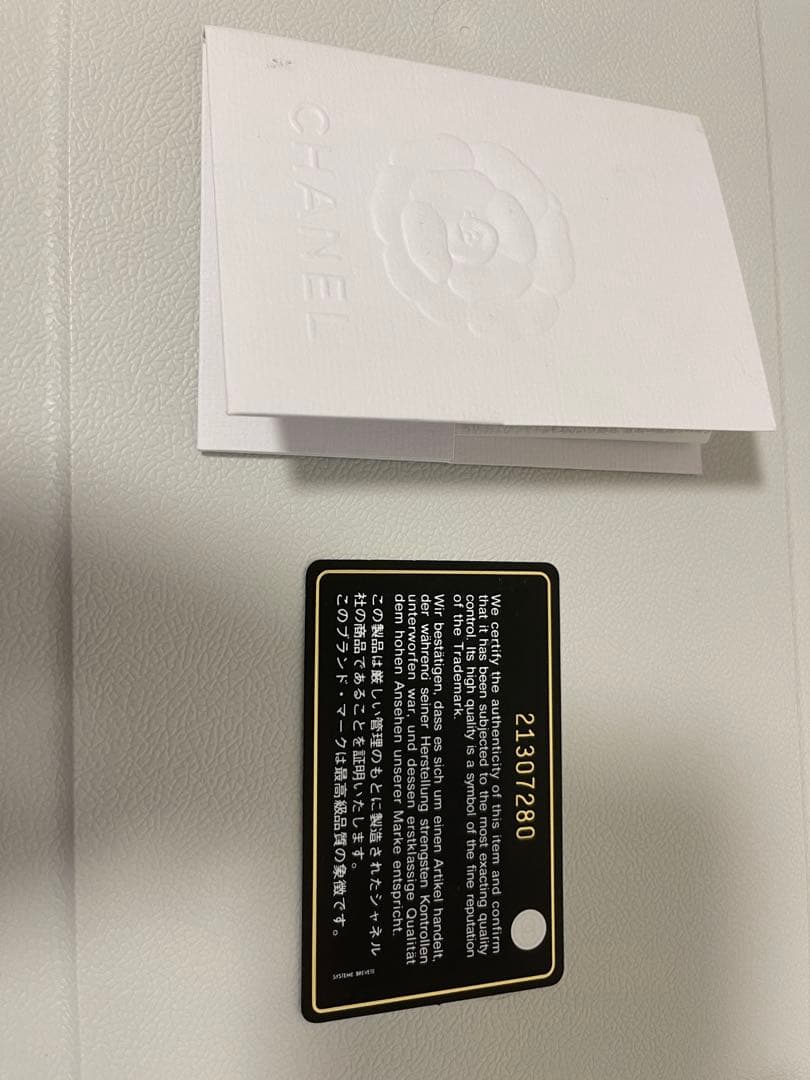 CHANEL
21307280
We certify the authenticity of this item and confirm
that it has been subjected to the most exacting quality
control. Its high quality is a symbol of the fine reputation
of the Trademark.
Wir bestätigen, dass es sich um einen Artikel handelt,
der während seiner Herstellung strengsten Kontrollen
unterworfen war, und dessen erstklassige Qualität
dem hohen Ansehen unserer Marke entspricht.
この製品は厳しい管理のもとに製造されたシャネル
社の商品であることを証明いたします。
このブランド・マークは最高級品質の象徴です。
SYSTEME BREVETE